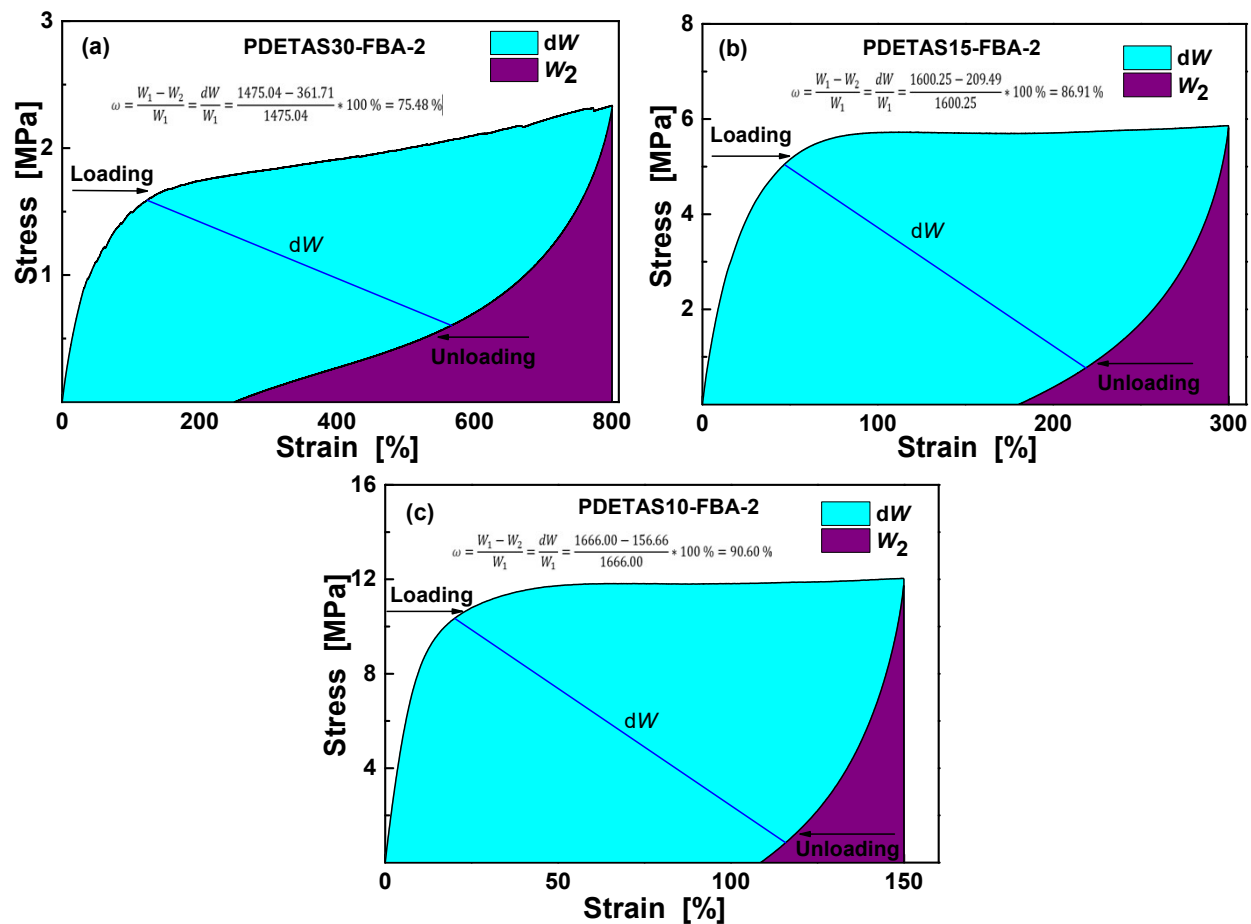 (a)
PDETAS30-FBA-2
dW
W₂
ω = (W₁ − W₂)/W₁ = dW/W₁ = (1475.04 − 361.71)/1475.04 * 100 % = 75.48 %
3
2
1
Stress [MPa]
Loading
dW
Unloading
0 200 400 600 800
Strain [%]
(b)
PDETAS15-FBA-2
dW
W₂
ω = (W₁ − W₂)/W₁ = dW/W₁ = (1600.25 − 209.49)/1600.25 * 100 % = 86.91 %
8
6
4
2
Stress [MPa]
Loading
dW
Unloading
0 100 200 300
Strain [%]
(c)
PDETAS10-FBA-2
dW
W₂
ω = (W₁ − W₂)/W₁ = dW/W₁ = (1666.00 − 156.66)/1666.00 * 100 % = 90.60 %
16
12
8
4
Stress [MPa]
Loading
dW
Unloading
0 50 100 150
Strain [%]